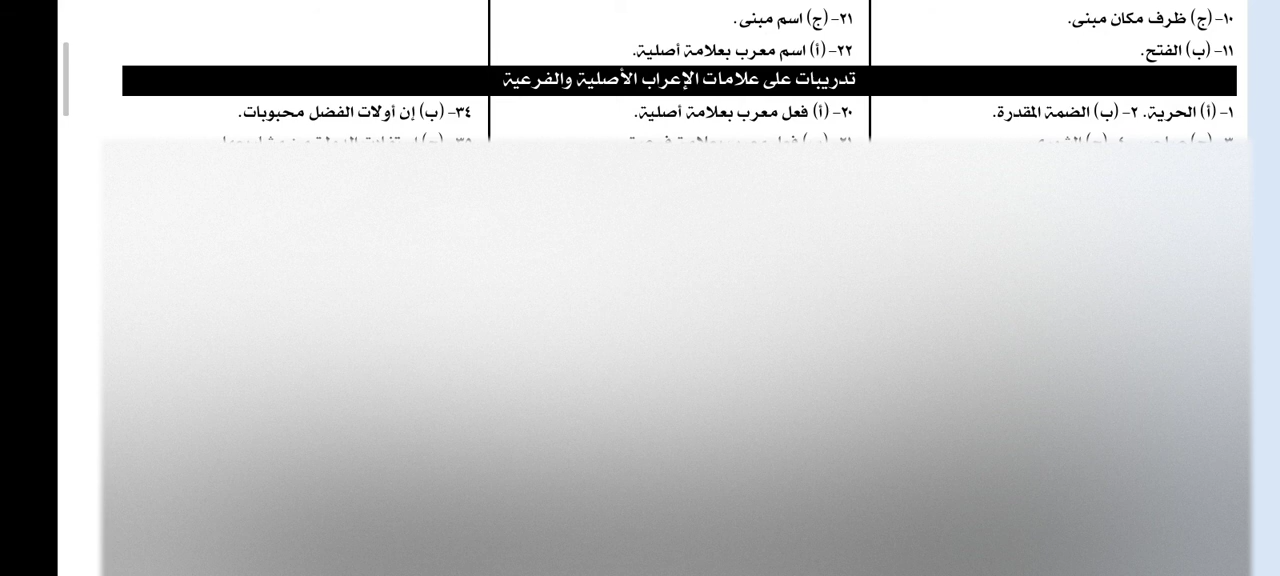 ١٠- (ج) ظرف مكان مبنى.
١١- (ب) الفتح.
٢١- (ج) اسم مبنى.
٢٢- (أ) اسم معرب بعلامة أصلية.
تدريبات على علامات الإعراب الأصلية والفرعية
١- (أ) الحرية. ٢- (ب) الضمة المقدرة.
٢٠- (أ) فعل معرب بعلامة أصلية.
٣٤- (ب) إن أولات الفضل محبوبات.